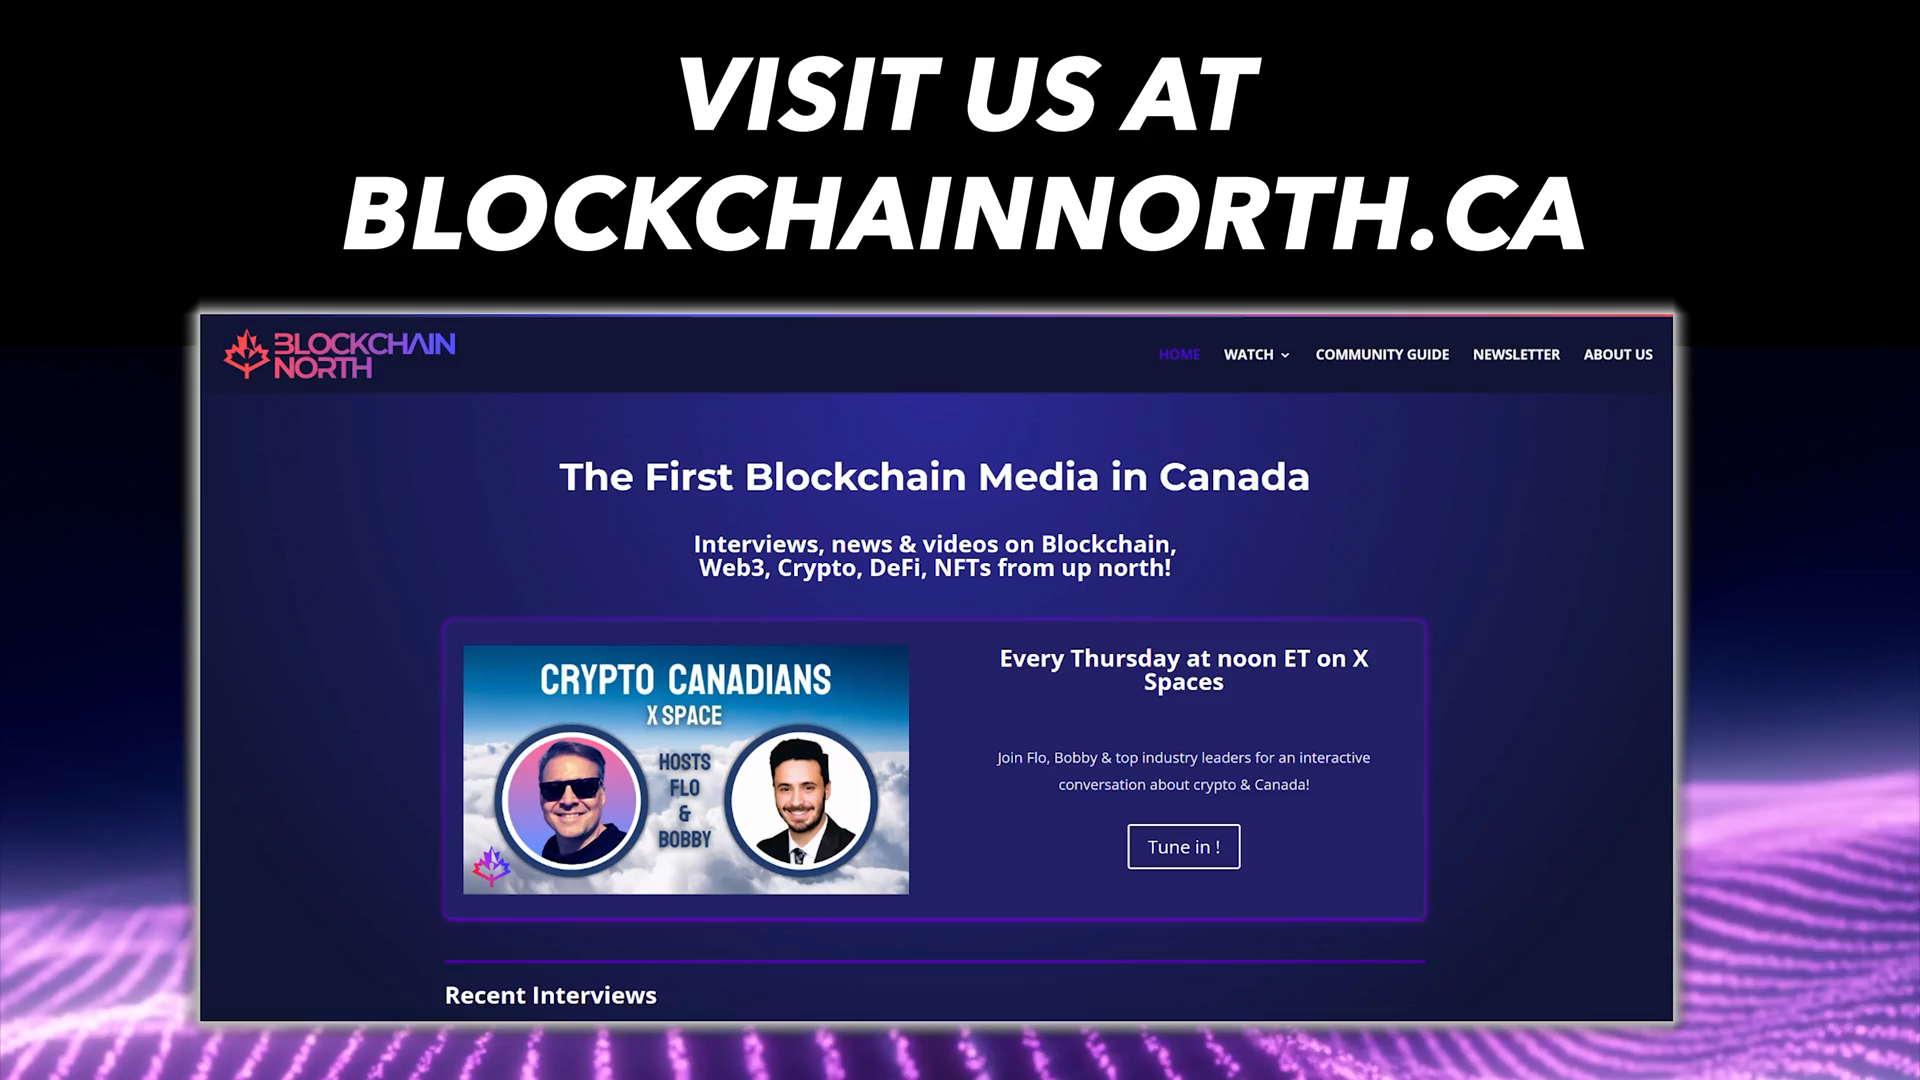 VISIT US AT
BLOCKCHAINNORTH.CA
BLOCKCHAIN
NORTH
HOME WATCH COMMUNITY GUIDE NEWSLETTER ABOUT US
The First Blockchain Media in Canada
Interviews, news & videos on Blockchain,
Web3, Crypto, DeFi, NFTs from up north!
CRYPTO CANADIANS
X SPACE
HOSTS
FLO
&
BOBBY
Every Thursday at noon ET on X
Spaces
Join Flo, Bobby & top industry leaders for an interactive
conversation about crypto & Canada!
Tune in !
Recent Interviews